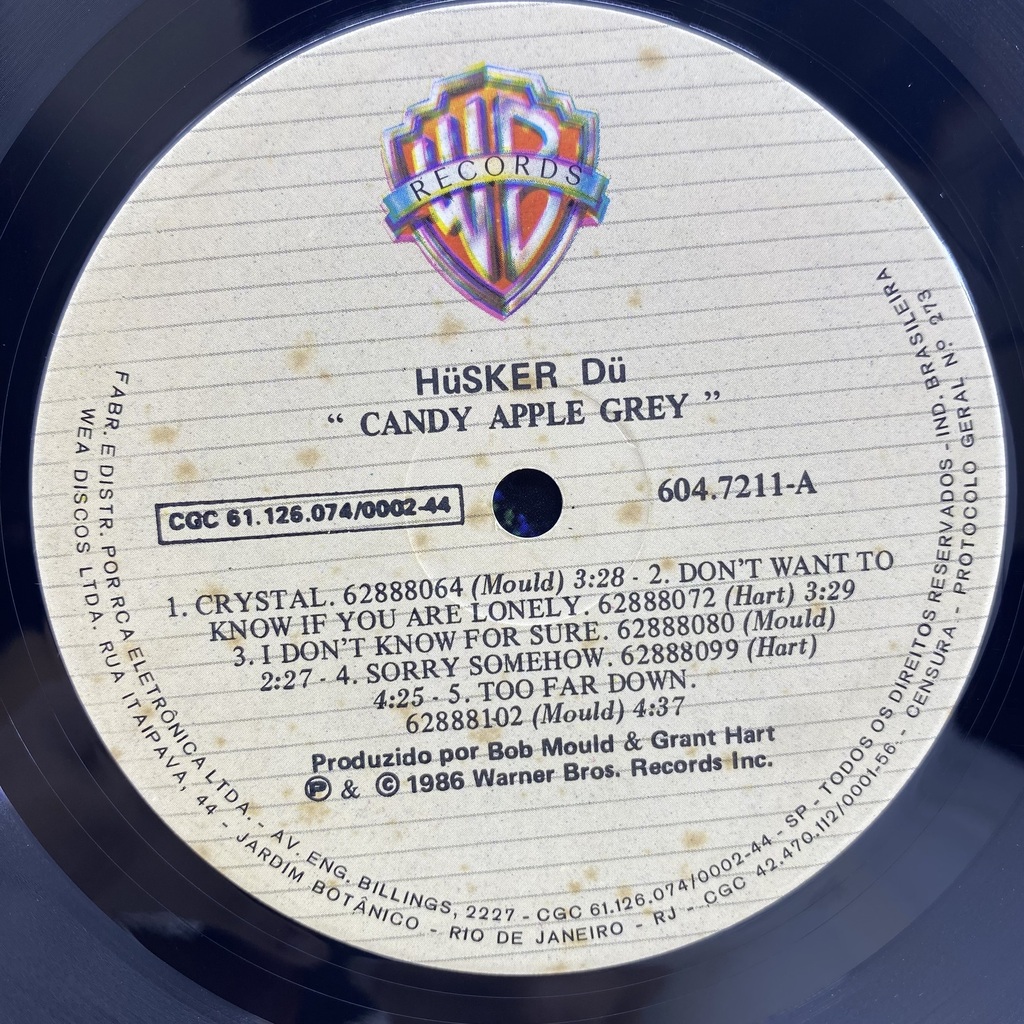 WB
RECORDS
HüSKER Dü
“ CANDY APPLE GREY ”
CGC 61.126.074/0002-44
604.7211-A
1. CRYSTAL. 62888064 (Mould) 3:28 - 2. DON'T WANT TO
KNOW IF YOU ARE LONELY. 62888072 (Hart) 3:29
3. I DON'T KNOW FOR SURE. 62888080 (Mould)
2:27 - 4. SORRY SOMEHOW. 62888099 (Hart)
4:25 - 5. TOO FAR DOWN.
62888102 (Mould) 4:37
Produzido por Bob Mould & Grant Hart
Ⓟ & © 1986 Warner Bros. Records Inc.
FABR. E DISTR. POR RCA ELETRÔNICA LTDA. - AV. ENG. BILLINGS, 2227 - CGC 61.126.074/0002-44 - SP - TODOS OS DIREITOS RESERVADOS - IND. BRASILEIRA
WEA DISCOS LTDA. RUA ITAIPAVA, 44 - JARDIM BOTÂNICO - RIO DE JANEIRO - RJ - CGC 42.470.112/0001-56. - CENSURA - PROTOCOLO GERAL Nº 273